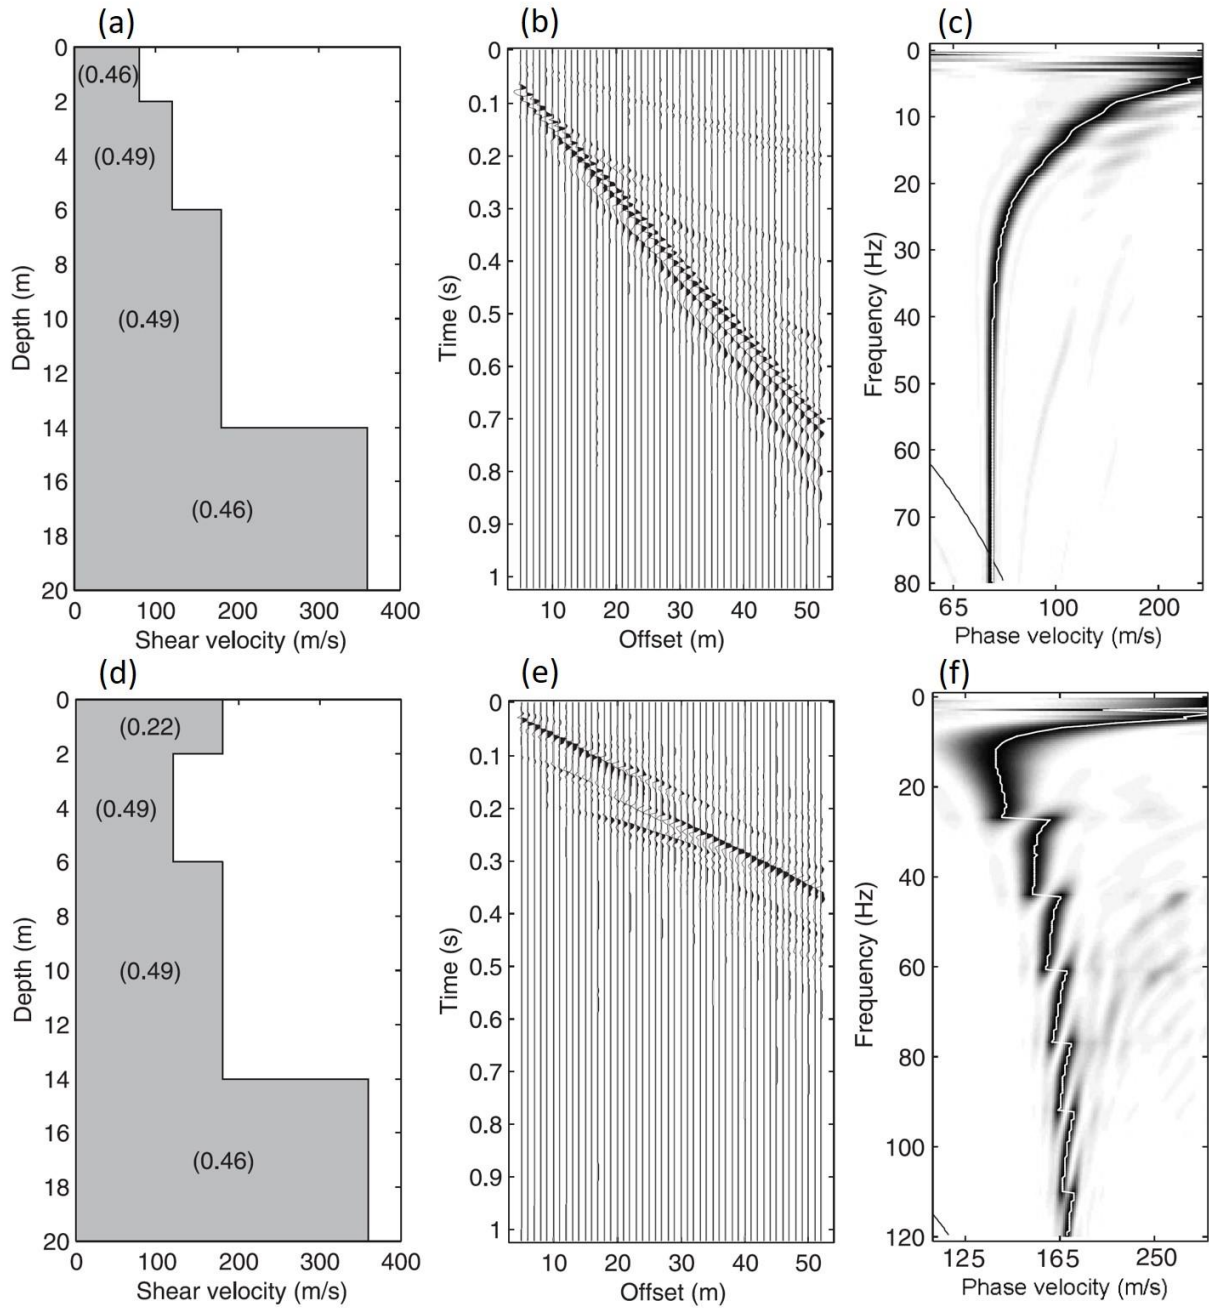 (a)
0
2
4
6
8
10
12
14
16
18
20
Depth (m)
(0.46)
(0.49)
(0.49)
(0.46)
0 100 200 300 400
Shear velocity (m/s)
(b)
0
0.1
0.2
0.3
0.4
0.5
0.6
0.7
0.8
0.9
1
Time (s)
10 20 30 40 50
Offset (m)
(c)
0
10
20
30
40
50
60
70
80
Frequency (Hz)
65 100 200
Phase velocity (m/s)
(d)
0
2
4
6
8
10
12
14
16
18
20
Depth (m)
(0.22)
(0.49)
(0.49)
(0.46)
0 100 200 300 400
Shear velocity (m/s)
(e)
0
0.1
0.2
0.3
0.4
0.5
0.6
0.7
0.8
0.9
1
Time (s)
10 20 30 40 50
Offset (m)
(f)
0
20
40
60
80
100
120
Frequency (Hz)
125 165 250
Phase velocity (m/s)